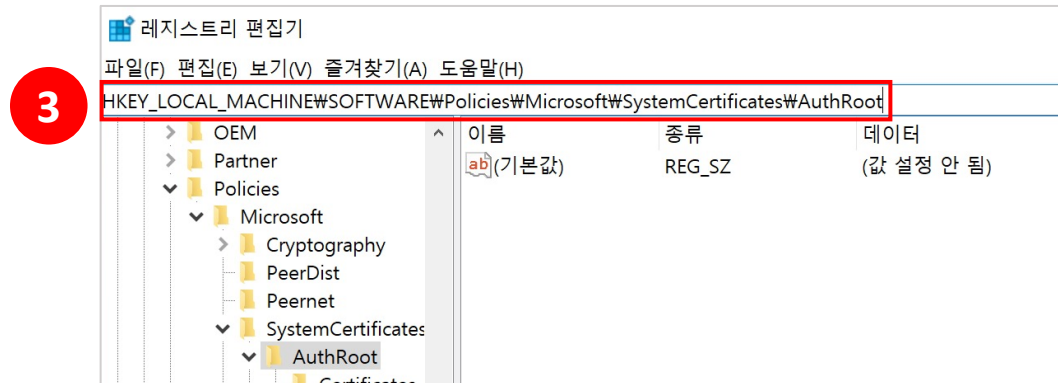 레지스트리 편집기
파일(F) 편집(E) 보기(V) 즐겨찾기(A) 도움말(H)
3
HKEY_LOCAL_MACHINE₩SOFTWARE₩Policies₩Microsoft₩SystemCertificates₩AuthRoot
OEM
Partner
Policies
Microsoft
Cryptography
PeerDist
Peernet
SystemCertificates
AuthRoot
Certificates
이름 종류 데이터
ab (기본값) REG_SZ (값 설정 안 됨)